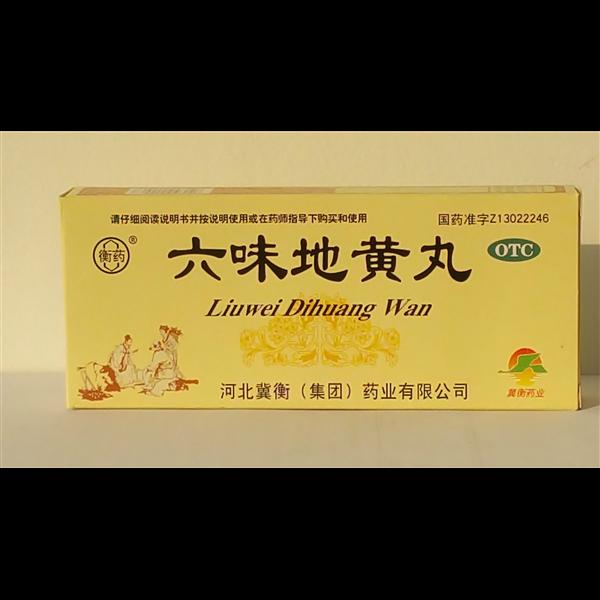 请仔细阅读说明书并按说明使用或在药师指导下购买和使用
国药准字Z13022246
衡药®
六味地黄丸
OTC
Liuwei Dihuang Wan
河北冀衡（集团）药业有限公司
冀衡药业